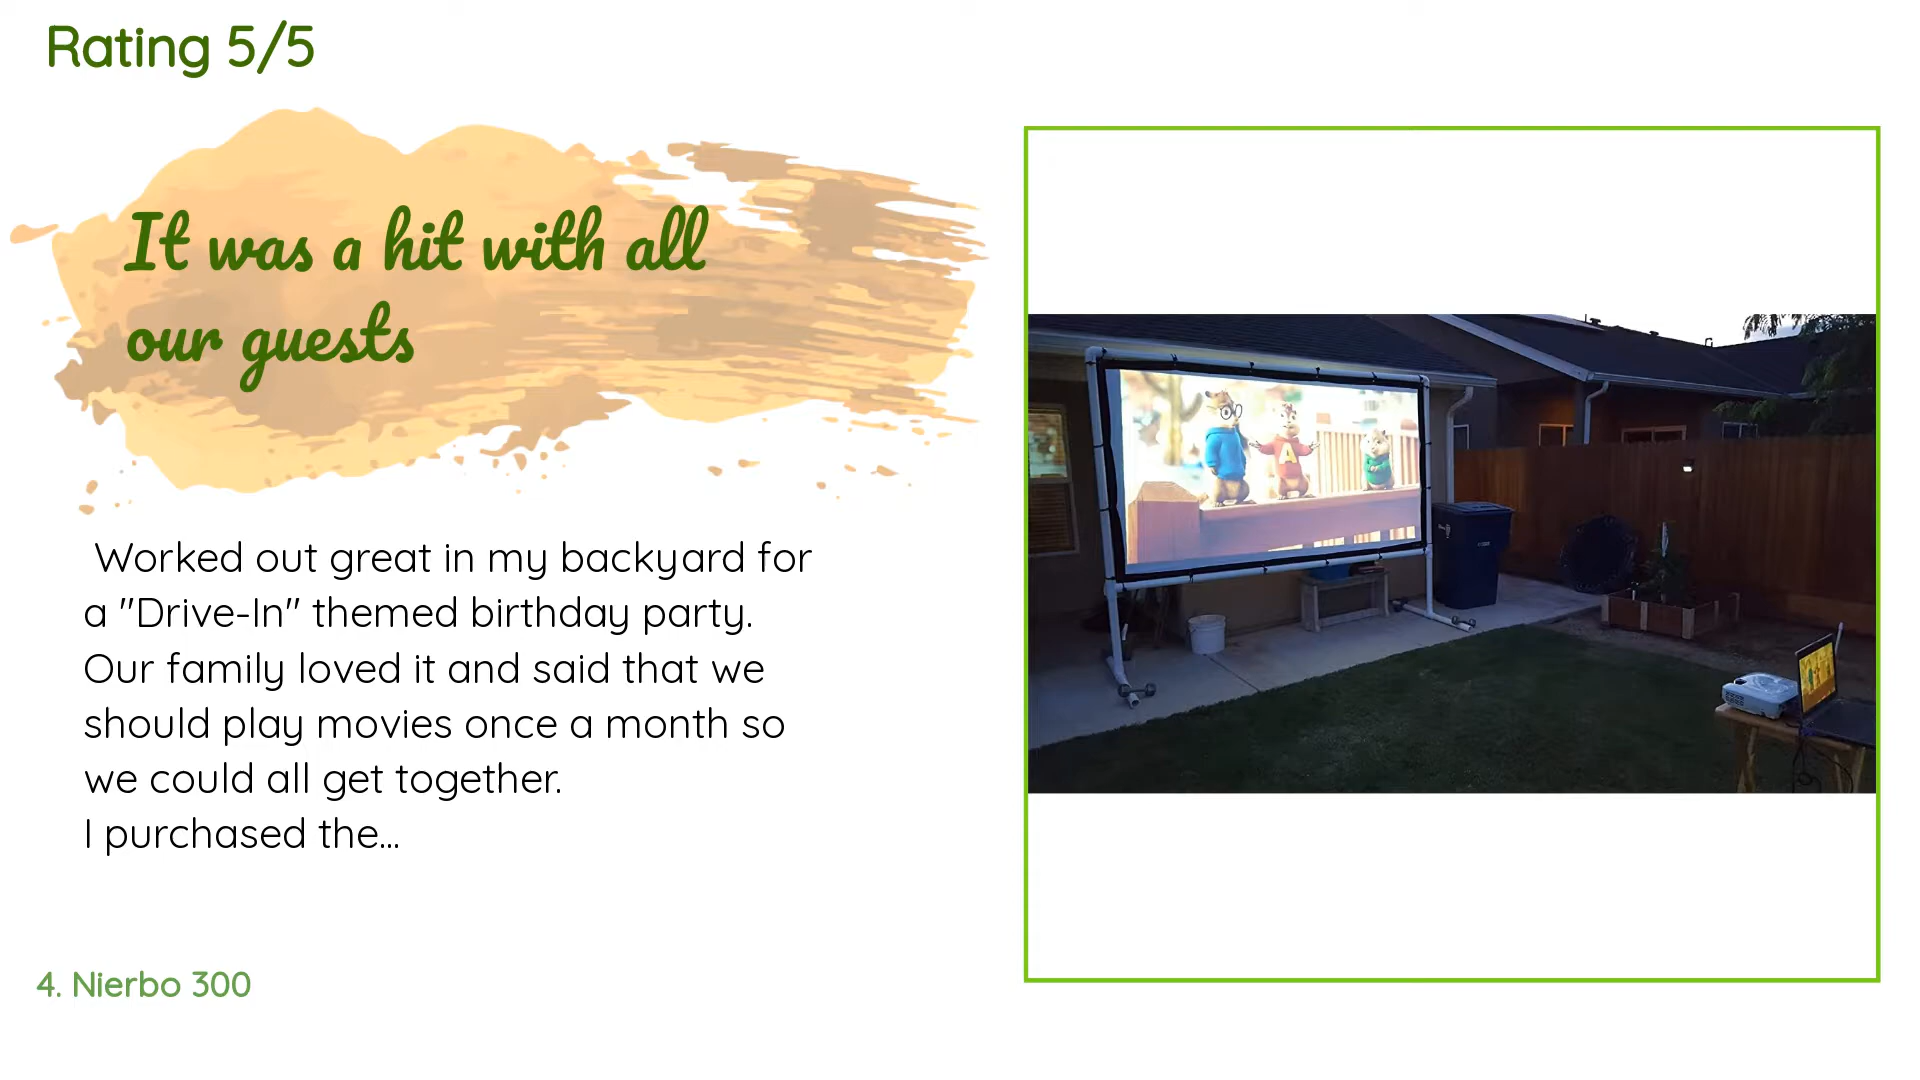 Rating 5/5
It was a hit with all
our guests
Worked out great in my backyard for
a "Drive-In" themed birthday party.
Our family loved it and said that we
should play movies once a month so
we could all get together.
I purchased the...
A
4. Nierbo 300